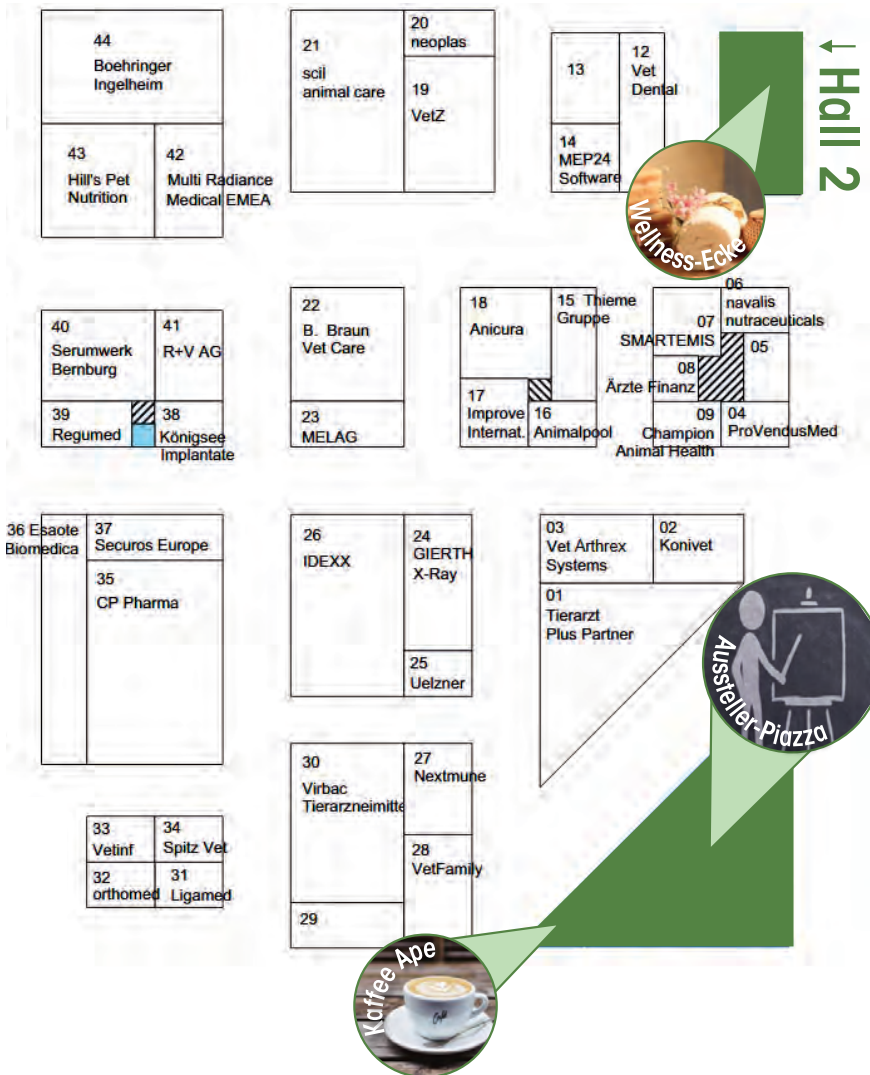 44
Boehringer
Ingelheim
43
Hill's Pet
Nutrition
42
Multi Radiance
Medical EMEA
21
scil
animal care
20
neoplas
19
VetZ
13
12
Vet
Dental
14
MEP24
Software
← Hall 2
Wellness-Ecke
40
Serumwerk
Bernburg
41
R+V AG
39
Regumed
38
Königsee
Implantate
22
B. Braun
Vet Care
23
MELAG
18
Anicura
15 Thieme
Gruppe
17
Improve
Internat.
16
Animalpool
06
navalis
nutraceuticals
07
SMARTEMIS
05
08
Ärzte Finanz
09
Champion
Animal Health
04
ProVendusMed
36 Esaote
Biomedica
37
Securos Europe
35
CP Pharma
26
IDEXX
24
GIERTH
X-Ray
25
Uelzner
03
Vet Arthrex
Systems
02
Konivet
01
Tierarzt
Plus Partner
Aussteller-Piazza
30
Virbac
Tierarzneimitte
27
Nextmune
28
VetFamily
29
33
Vetinf
34
Spitz Vet
32
orthomed
31
Ligamed
Kaffee Ape
Café